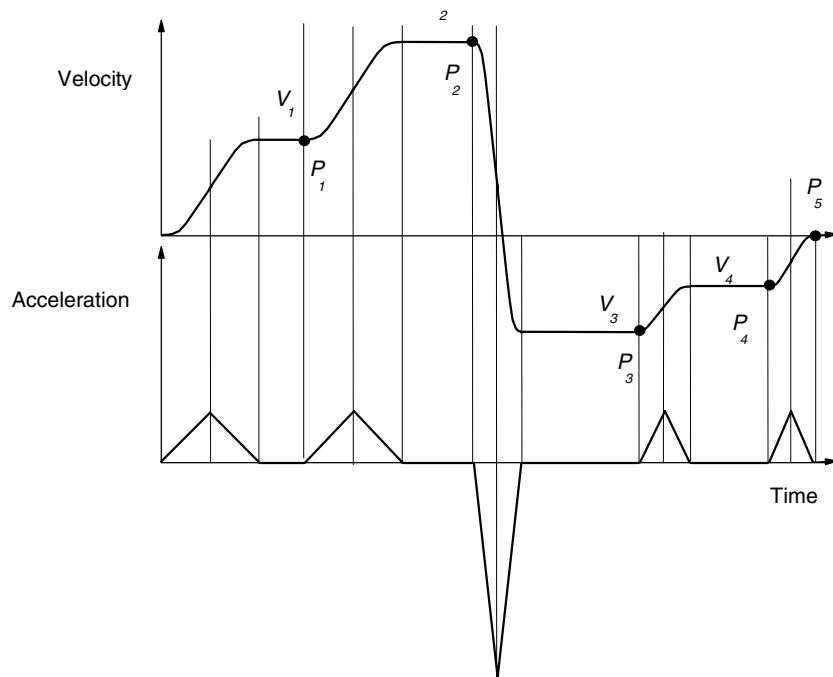 2
Velocity
P2
V1
P1
P5
Acceleration
V4
V3
P4
P3
Time